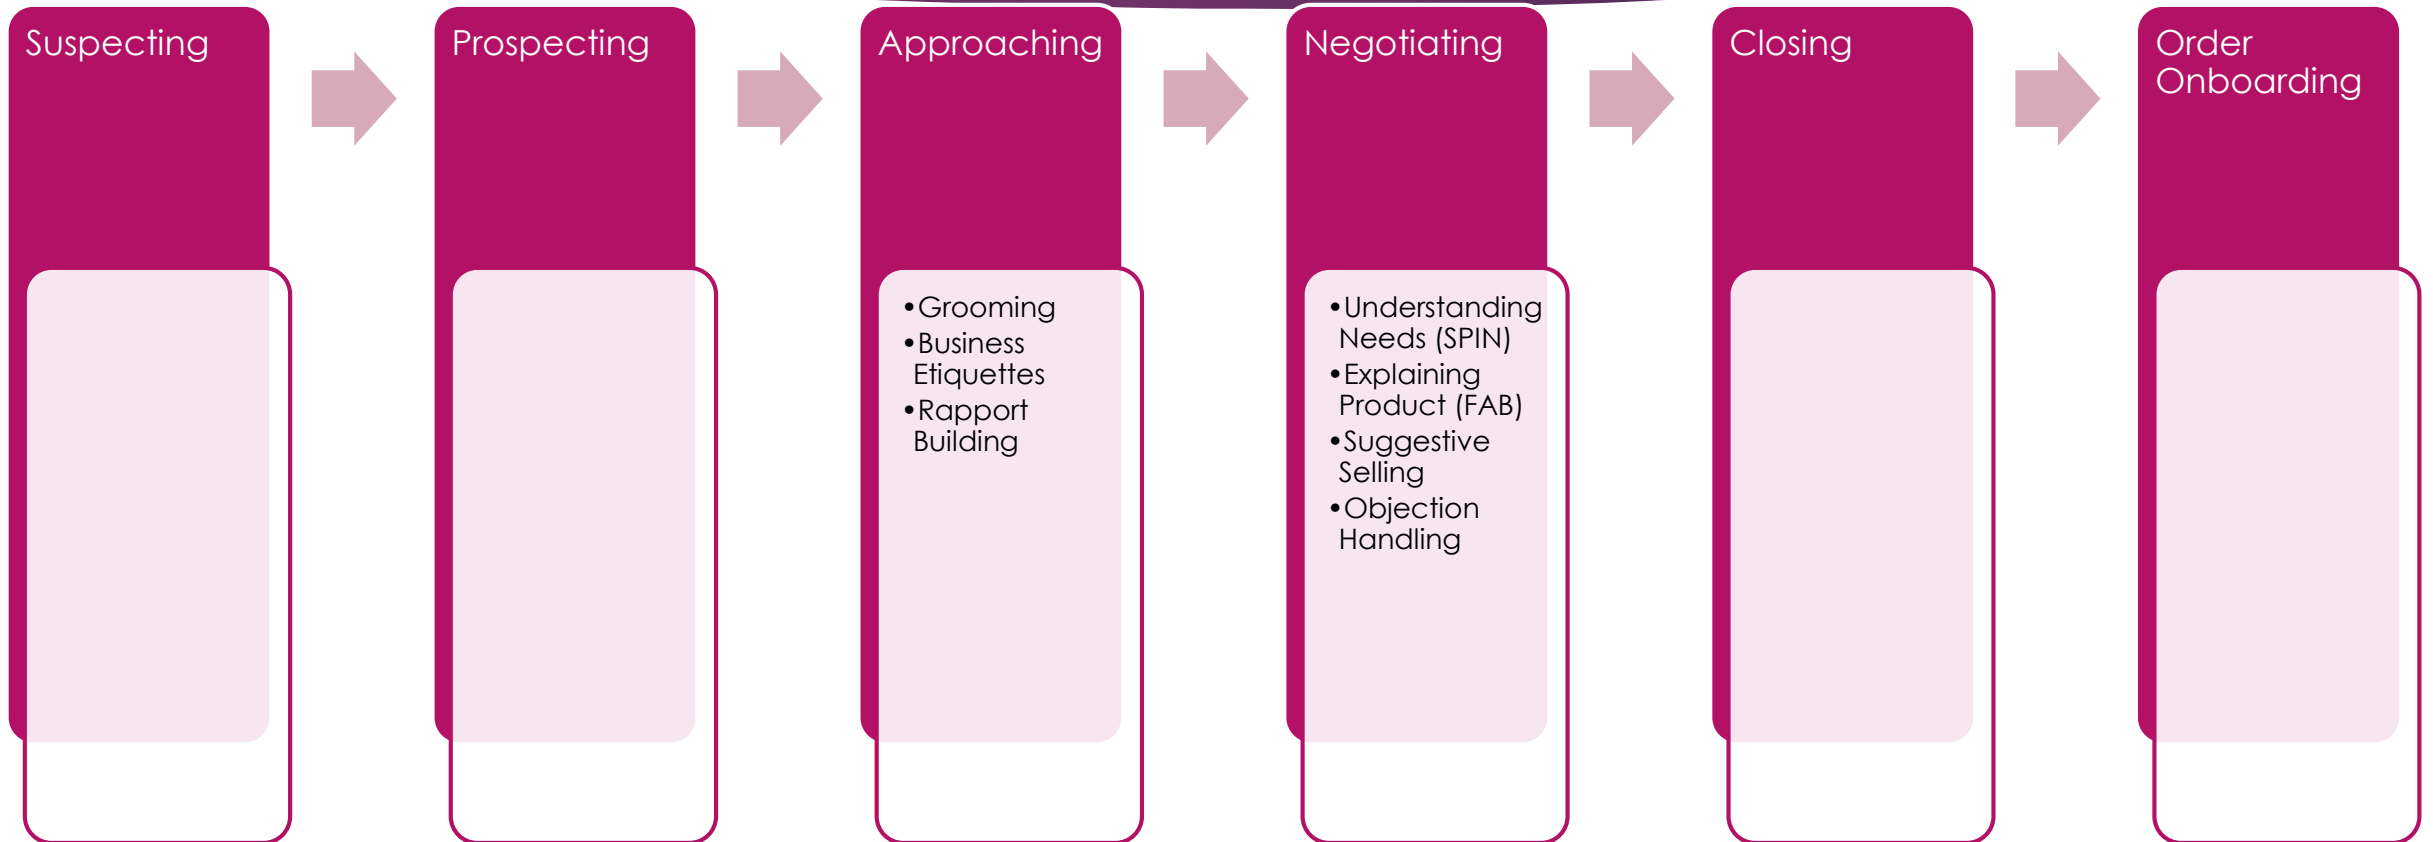 Suspecting
Prospecting
Approaching
•Grooming
•Business
Etiquettes
•Rapport
Building
Negotiating
•Understanding
Needs (SPIN)
•Explaining
Product (FAB)
•Suggestive
Selling
•Objection
Handling
Closing
Order
Onboarding